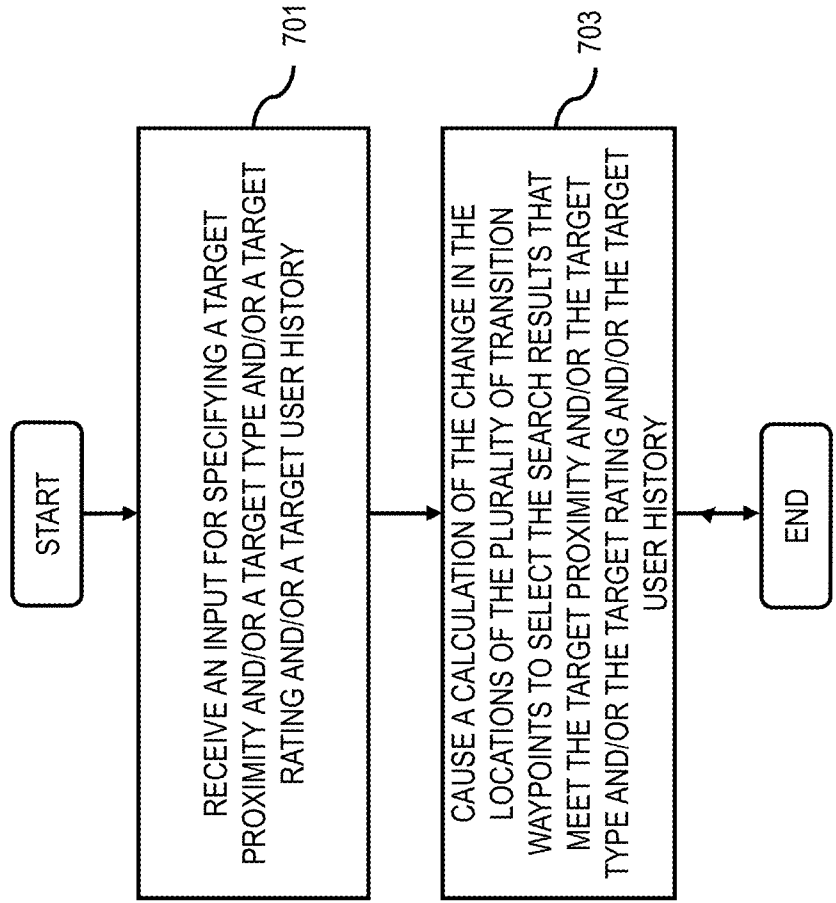 START
RECEIVE AN INPUT FOR SPECIFYING A TARGET
PROXIMITY AND/OR A TARGET TYPE AND/OR A TARGET
RATING AND/OR A TARGET USER HISTORY
701
CAUSE A CALCULATION OF THE CHANGE IN THE
LOCATIONS OF THE PLURALITY OF TRANSITION
WAYPOINTS TO SELECT THE SEARCH RESULTS THAT
MEET THE TARGET PROXIMITY AND/OR THE TARGET
TYPE AND/OR THE TARGET RATING AND/OR THE TARGET
USER HISTORY
703
END